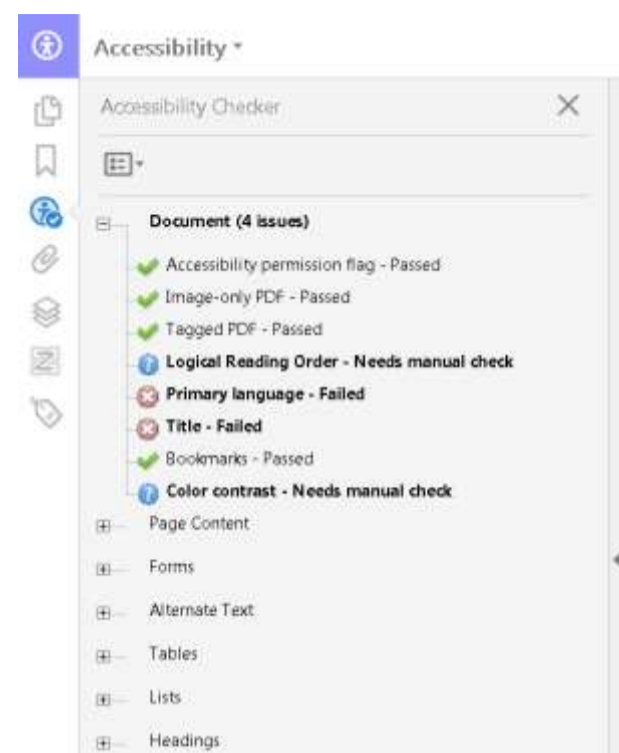 Accessibility
Accessibility Checker
Document (4 issues)
Accessibility permission flag - Passed
Image-only PDF - Passed
Tagged PDF - Passed
Logical Reading Order - Needs manual check
Primary language - Failed
Title - Failed
Bookmarks - Passed
Color contrast - Needs manual check
Page Content
Forms
Alternate Text
Tables
Lists
Headings